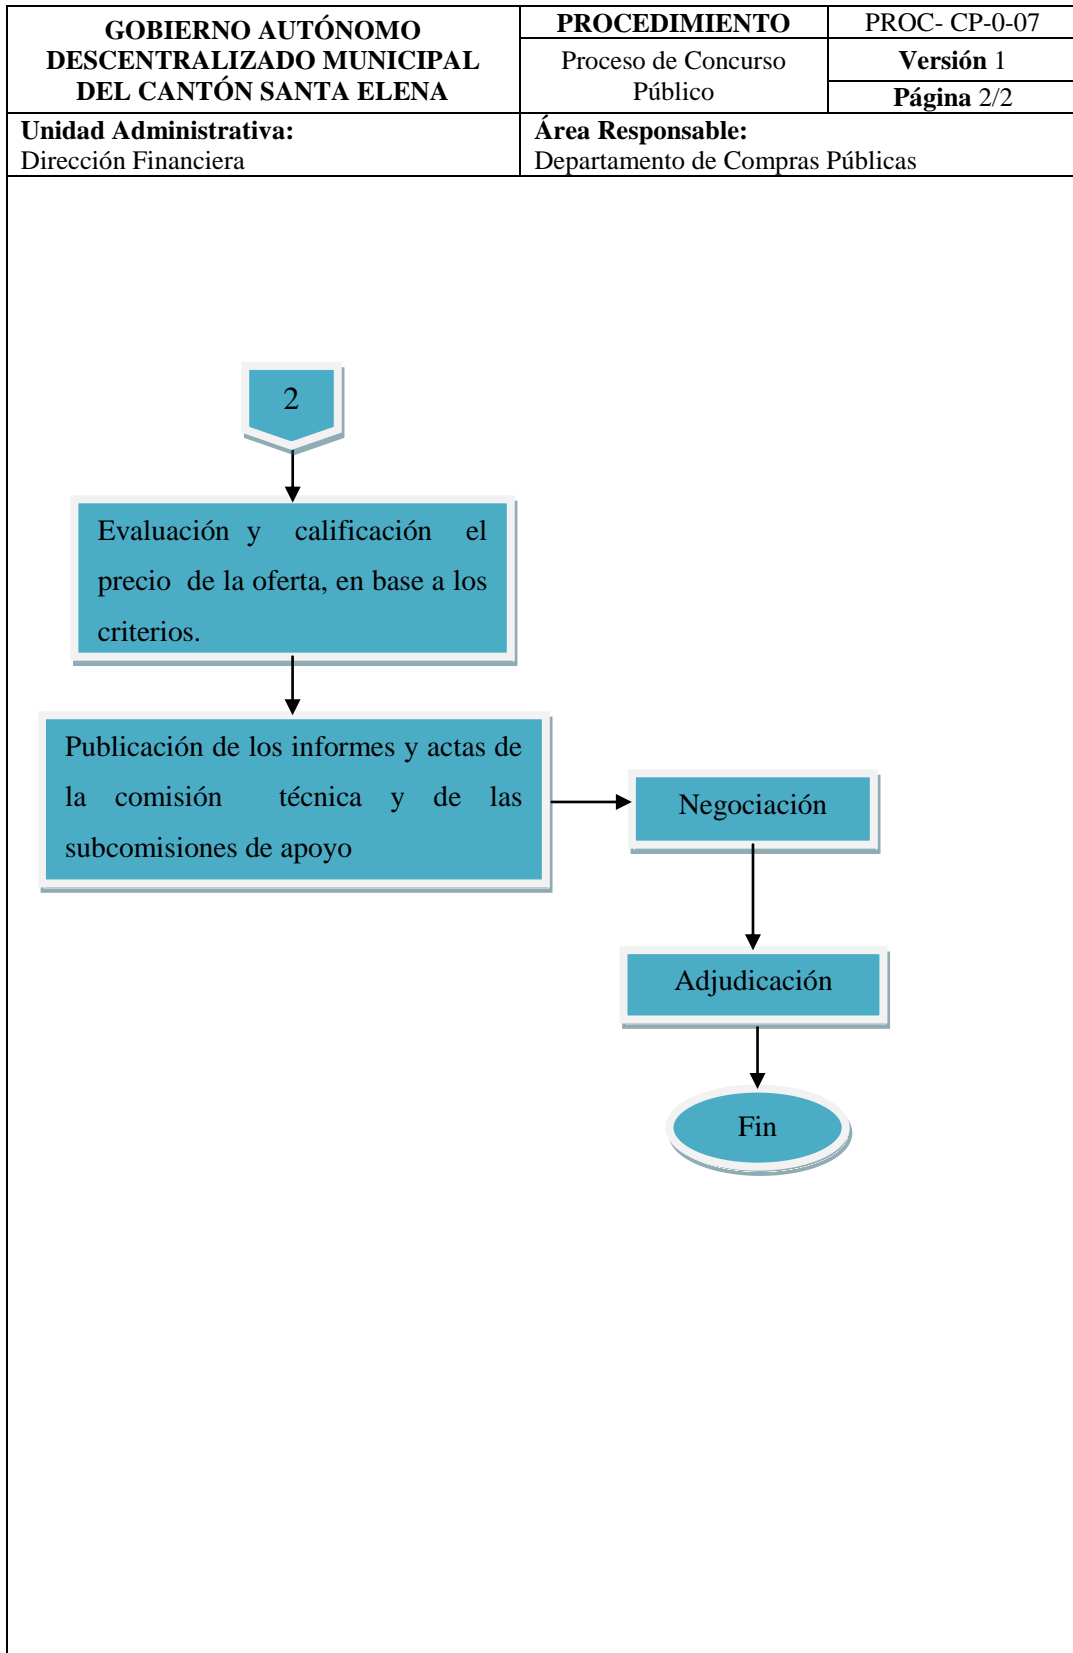 GOBIERNO AUTÓNOMO
DESCENTRALIZADO MUNICIPAL
DEL CANTÓN SANTA ELENA
PROCEDIMIENTO
PROC- CP-0-07
Proceso de Concurso
Público
Versión 1
Página 2/2
Unidad Administrativa:
Dirección Financiera
Área Responsable:
Departamento de Compras Públicas
2
Evaluación y calificación el
precio de la oferta, en base a los
criterios.
Publicación de los informes y actas de
la comisión técnica y de las
subcomisiones de apoyo
Negociación
Adjudicación
Fin